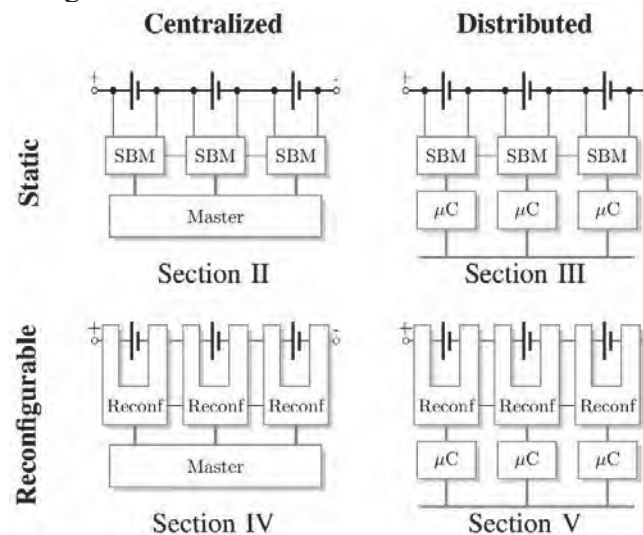 Centralized Distributed
Static
+ -
SBM SBM SBM
Master
Section II
+
SBM SBM SBM
μC μC μC
Section III
Reconfigurable
+ -
Reconf Reconf Reconf
Master
Section IV
+
Reconf Reconf Reconf
μC μC μC
Section V